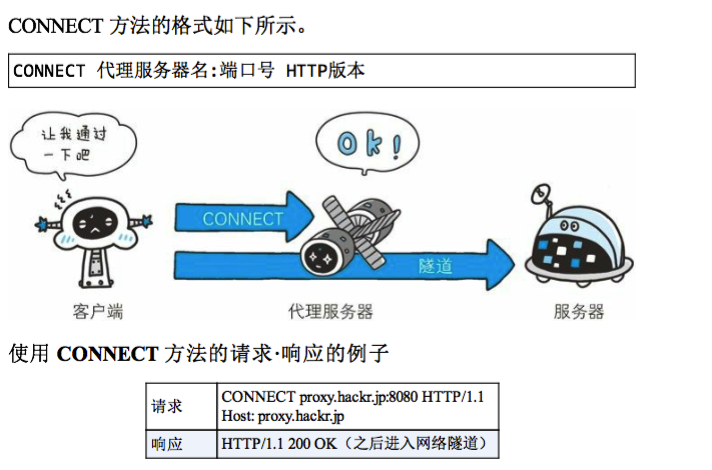 CONNECT 方法的格式如下所示。
CONNECT 代理服务器名:端口号 HTTP版本
让我通过
一下吧
Ok!
CONNECT
隧道
客户端
代理服务器
服务器
使用 CONNECT 方法的请求·响应的例子
请求
CONNECT proxy.hackr.jp:8080 HTTP/1.1
Host: proxy.hackr.jp
响应
HTTP/1.1 200 OK（之后进入网络隧道）